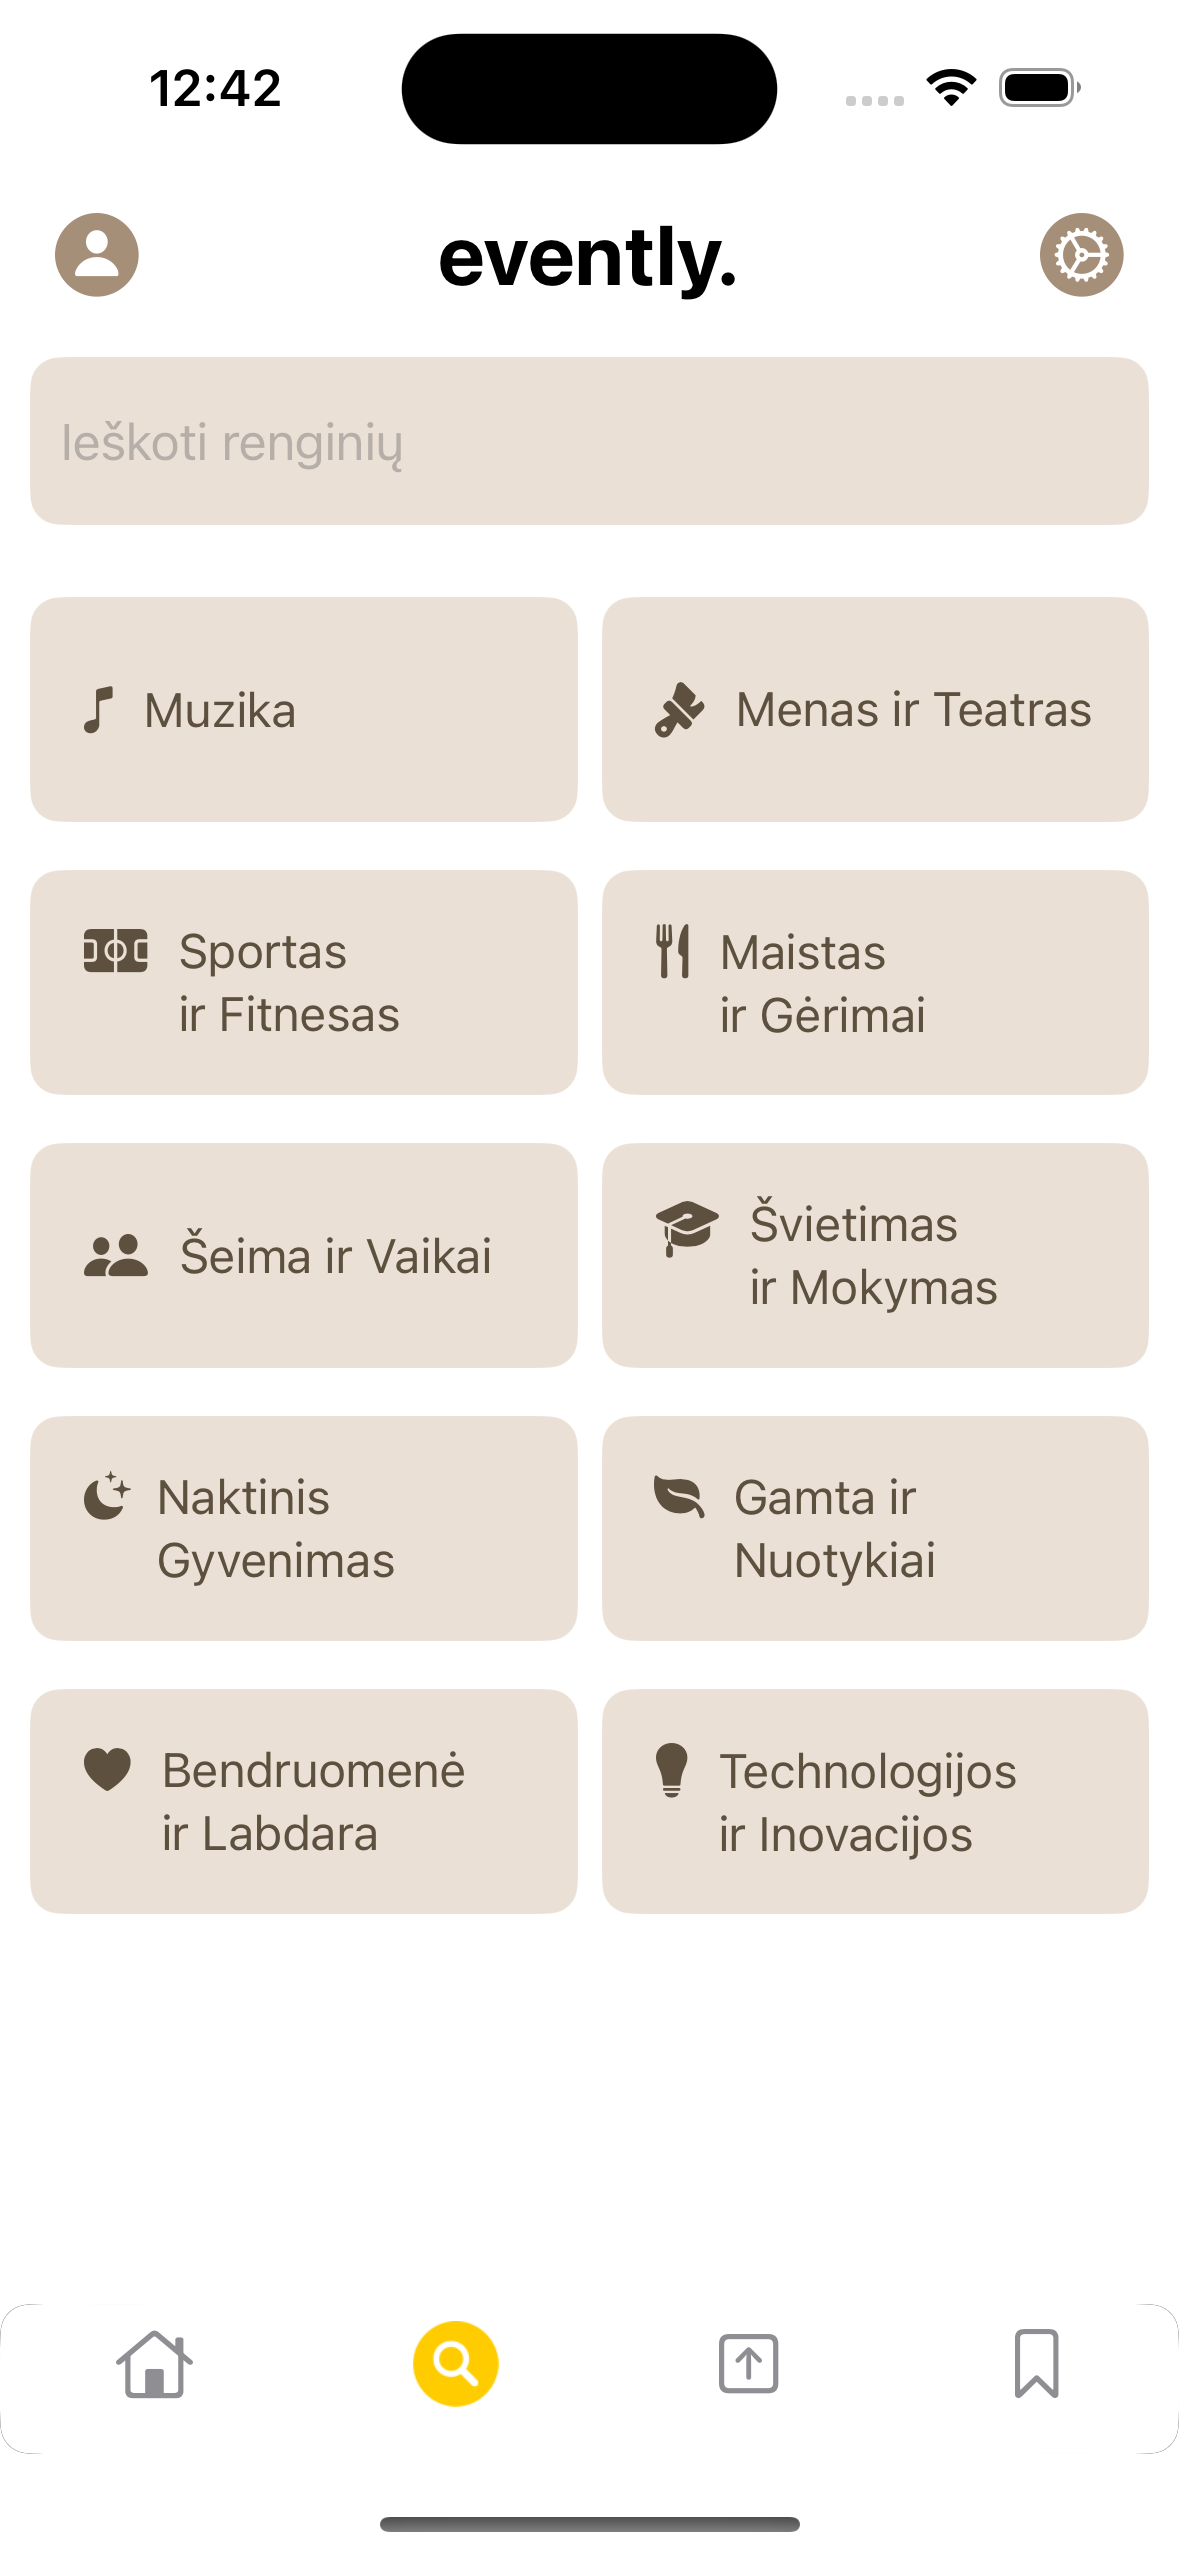 12:42
evently.
Ieškoti renginių
Muzika
Menas ir Teatras
Sportas
ir Fitnesas
Maistas
ir Gėrimai
Šeima ir Vaikai
Švietimas
ir Mokymas
Naktinis
Gyvenimas
Gamta ir
Nuotykiai
Bendruomenė
ir Labdara
Technologijos
ir Inovacijos